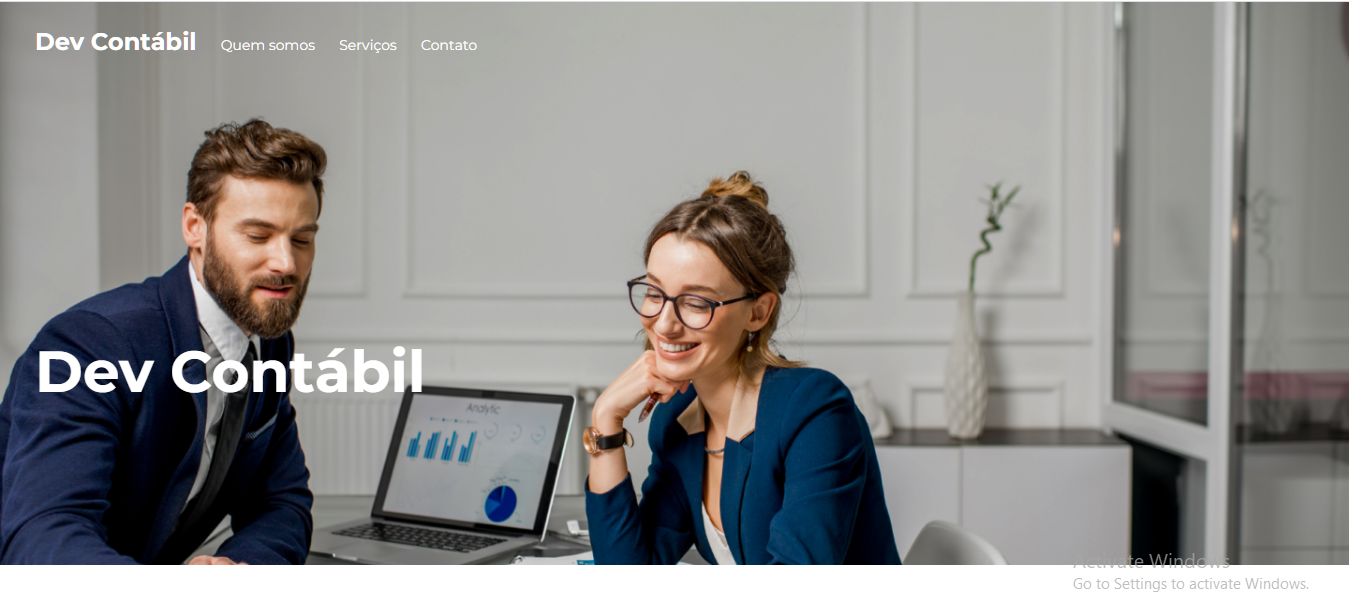 Dev Contábil Quem somos Serviços Contato
Dev Contábil
Analytic
Activate Windows
Go to Settings to activate Windows.